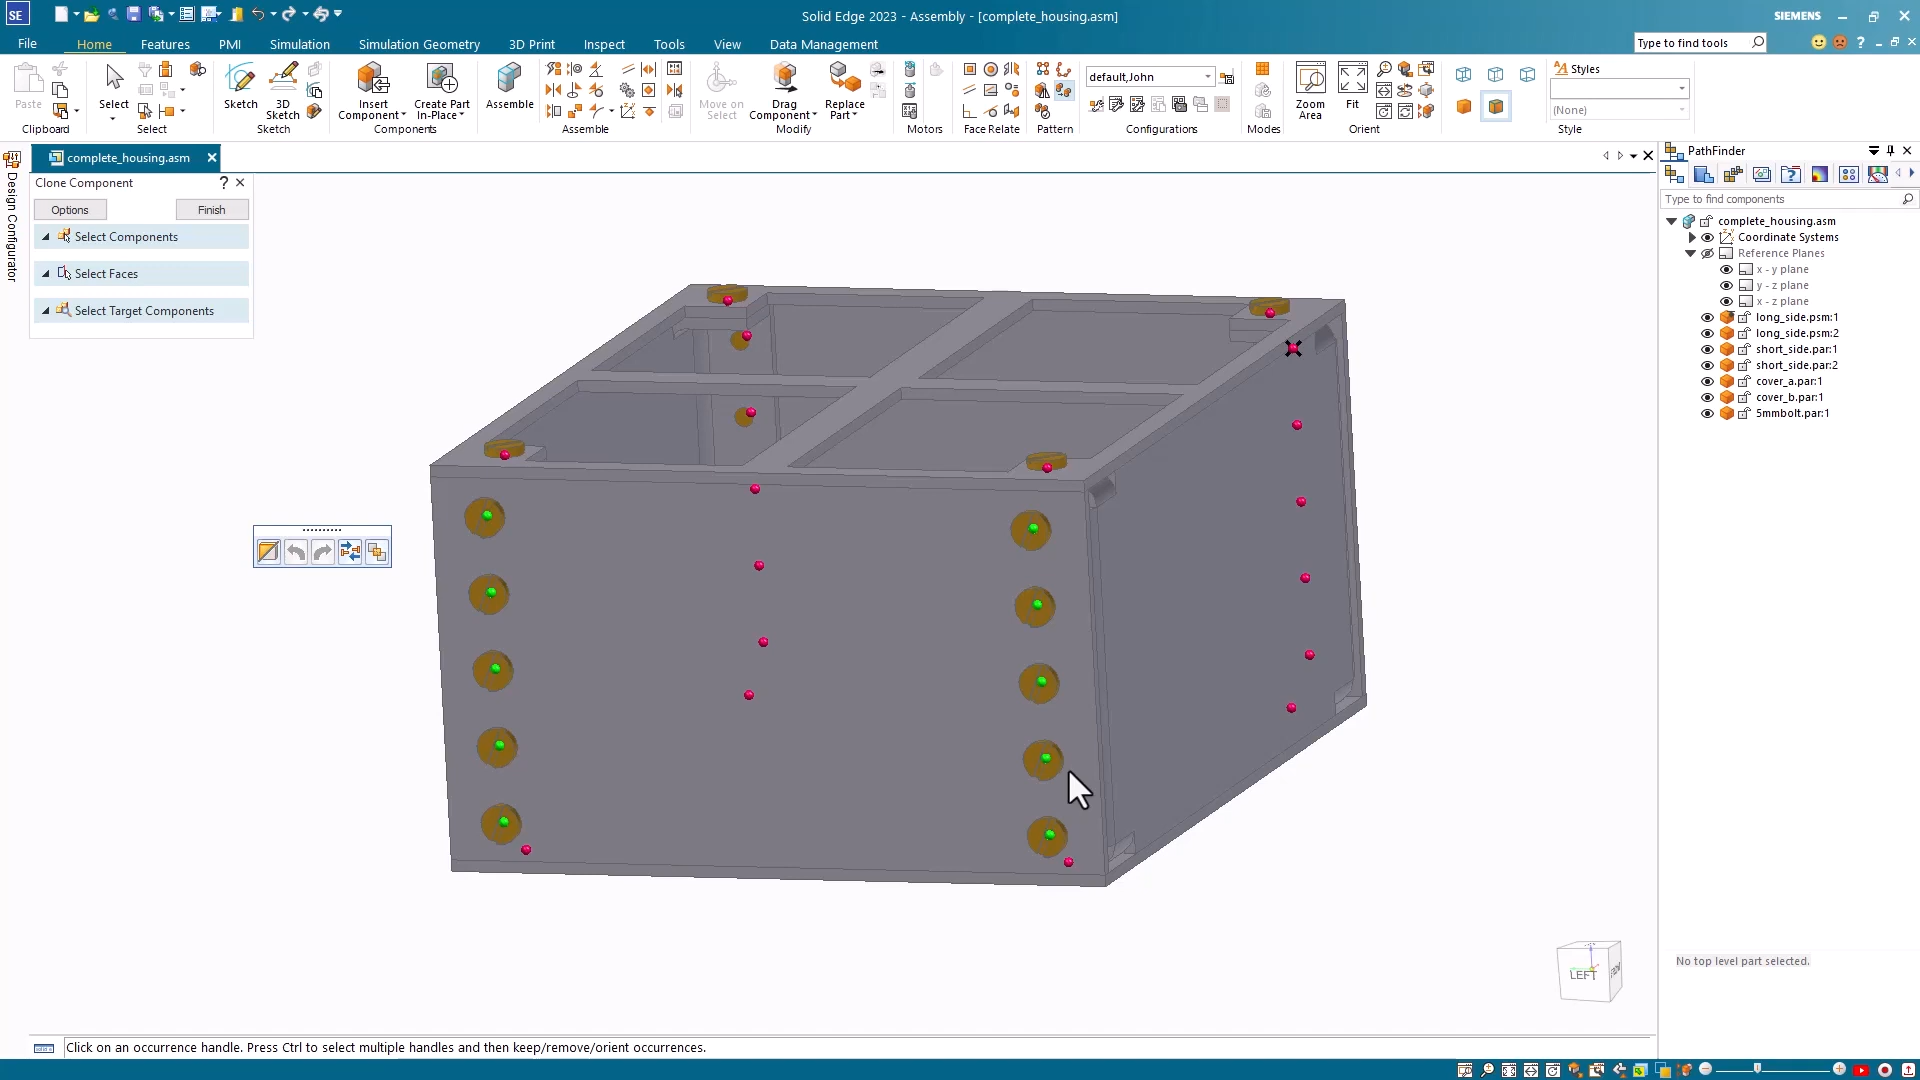 SE
Solid Edge 2023 - Assembly - [complete_housing.asm]
SIEMENS
File
Home
Features
PMI
Simulation
Simulation Geometry
3D Print
Inspect
Tools
View
Data Management
Type to find tools
Paste
Select
Sketch
3D Sketch
Insert Component
Create Part In-Place
Assemble
Move on Select
Drag Component
Replace Part
default,John
Zoom Area
Fit
Styles
(None)
Clipboard
Select
Sketch
Components
Assemble
Modify
Motors
Face Relate
Pattern
Configurations
Modes
Orient
Style
Design Configurator
complete_housing.asm
Clone Component
Options
Finish
Select Components
Select Faces
Select Target Components
PathFinder
Type to find components
complete_housing.asm
Coordinate Systems
Reference Planes
x - y plane
y - z plane
x - z plane
long_side.psm:1
long_side.psm:2
short_side.par:1
short_side.par:2
cover_a.par:1
cover_b.par:1
5mmbolt.par:1
LEFT
No top level part selected.
Click on an occurrence handle. Press Ctrl to select multiple handles and then keep/remove/orient occurrences.